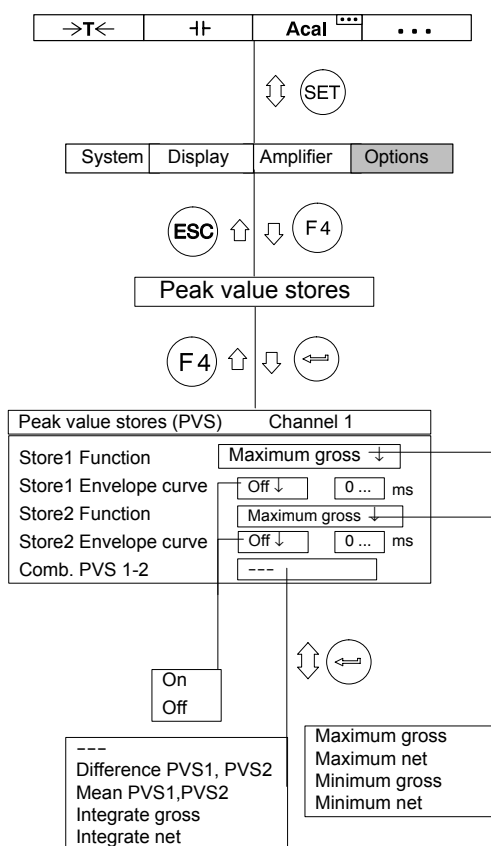 →T← ⊣⊢ Acal ... ...
SET
System Display Amplifier Options
ESC F4
Peak value stores
F4
Peak value stores (PVS) Channel 1
Store1 Function Maximum gross ↓
Store1 Envelope curve Off ↓ 0 ... ms
Store2 Function Maximum gross ↓
Store2 Envelope curve Off ↓ 0 ... ms
Comb. PVS 1-2 ---
On
Off
---
Difference PVS1, PVS2
Mean PVS1,PVS2
Integrate gross
Integrate net
Maximum gross
Maximum net
Minimum gross
Minimum net